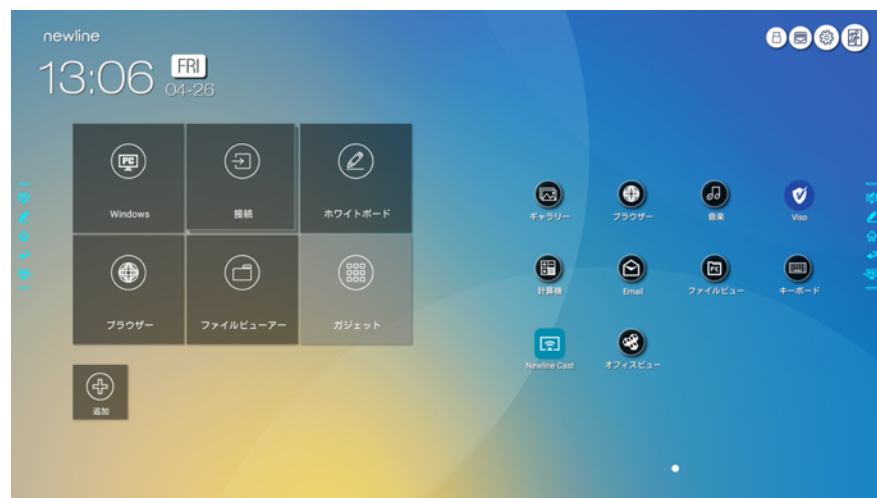 newline
13:06 FRI
04-26
PC
Windows
接続
ホワイトボード
ブラウザー
ファイルビューアー
ガジェット
追加
ギャラリー
ブラウザー
音楽
Viso
計算機
Email
ファイルビュー
キーボード
Newline Cast
オフィスビュー